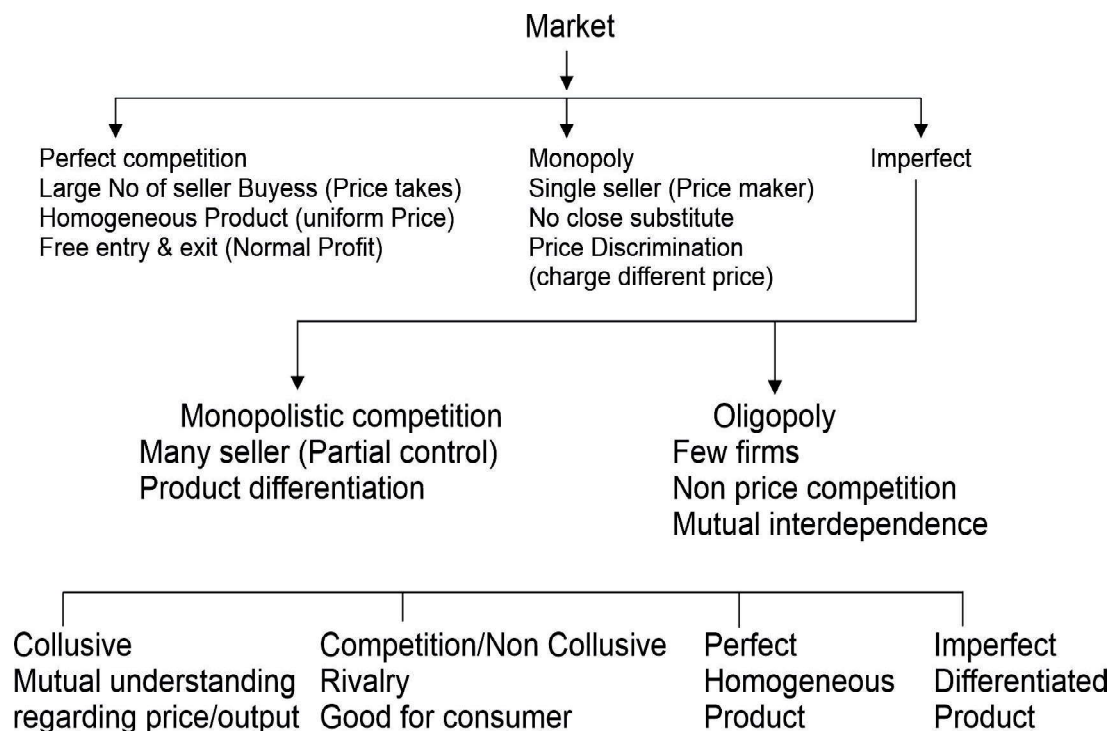 Market
Perfect competition
Large No of seller Buyess (Price takes)
Homogeneous Product (uniform Price)
Free entry & exit (Normal Profit)
Monopoly
Single seller (Price maker)
No close substitute
Price Discrimination
(charge different price)
Imperfect
Monopolistic competition
Many seller (Partial control)
Product differentiation
Oligopoly
Few firms
Non price competition
Mutual interdependence
Collusive
Mutual understanding
regarding price/output
Competition/Non Collusive
Rivalry
Good for consumer
Perfect
Homogeneous
Product
Imperfect
Differentiated
Product